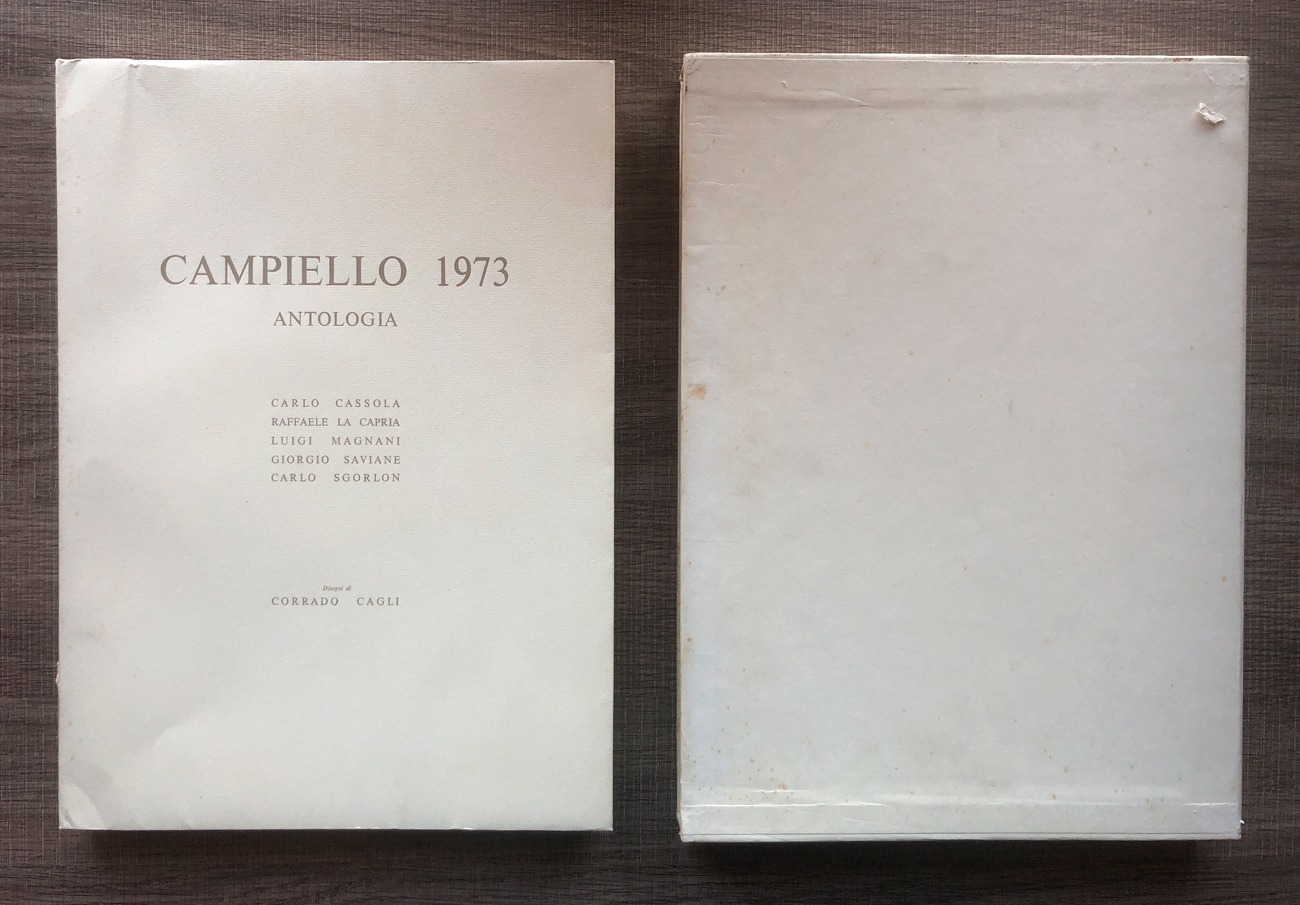 CAMPIELLO 1973
ANTOLOGIA
CARLO CASSOLA
RAFFAELE LA CAPRIA
LUIGI MAGNANI
GIORGIO SAVIANE
CARLO SGORLON
Disegni di
CORRADO CAGLI